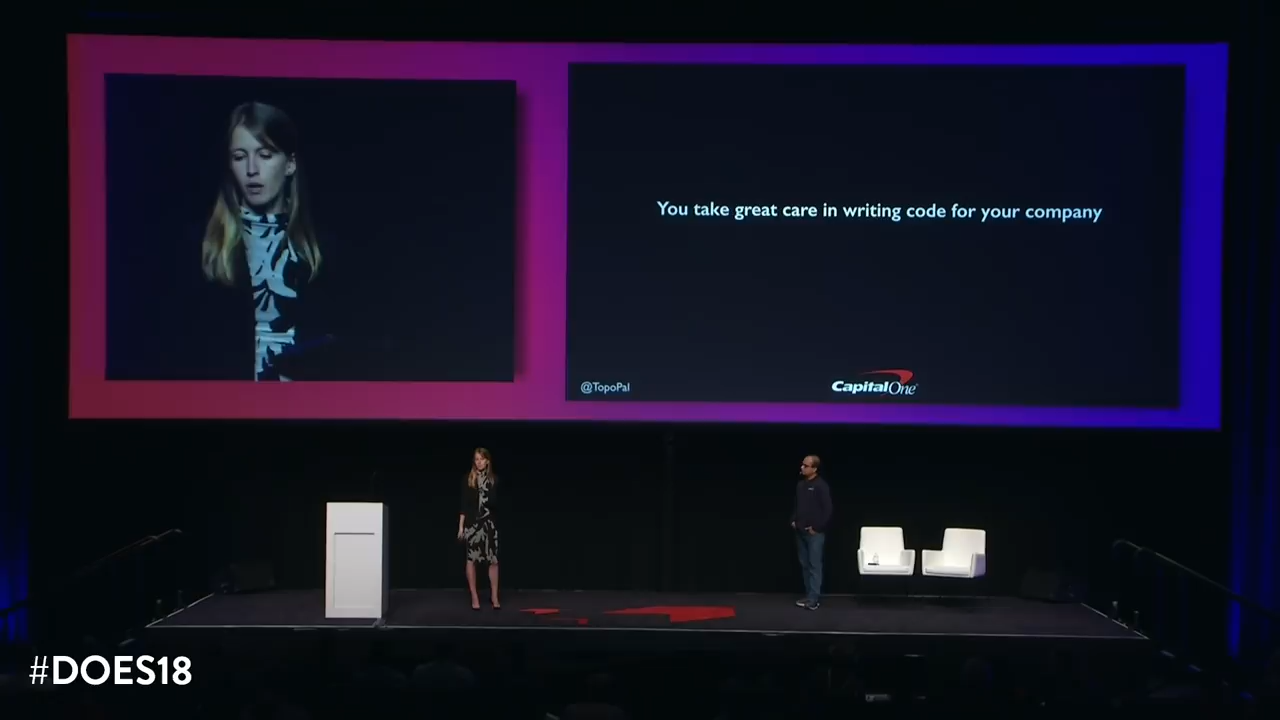 You take great care in writing code for your company
@TopoPal
CapitalOne
#DOES18